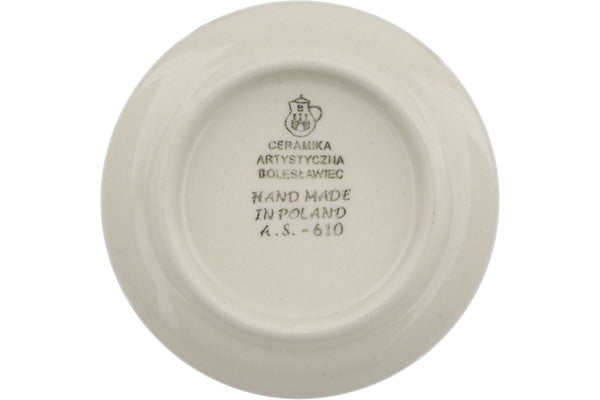 CERAMIKA
ARTYSTYCZNA
BOLESŁAWIEC
HAND MADE
IN POLAND
A.S.-610